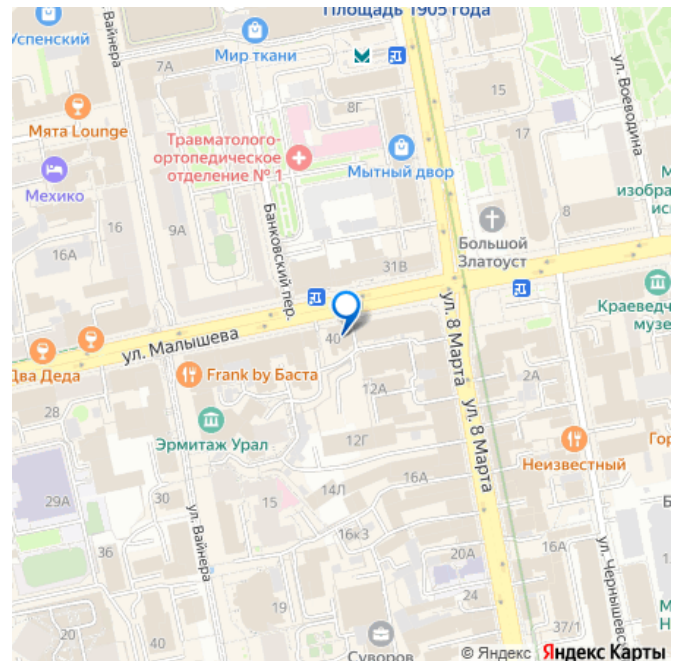 Площадь 1905 года
Успенский
ул. Вайнера
Мир ткани
7А
8Г
15
ул. Воеводина
Мята Lounge
Травматолого-
ортопедическое
отделение № 1
Мытный двор
17
М
изобра
ис
Мехико
16
9А
Банковский пер.
Большой
Златоуст
8
16А
31В
Краеведч
музе
ул. Малышева
40
ул. 8 Марта
Два Деда
Frank by Баста
12А
2А
28
Эрмитаж Урал
12Г
ул. 8 Марта
Неизвестный
Гор
29А
30
15
14Л
16А
Б
ул. Вайнера
16к3
36
20А
16А
ул. Чернышевс
1
19
24
20
40
37/1
М
Н
Суворов
© Яндекс Яндекс Карты